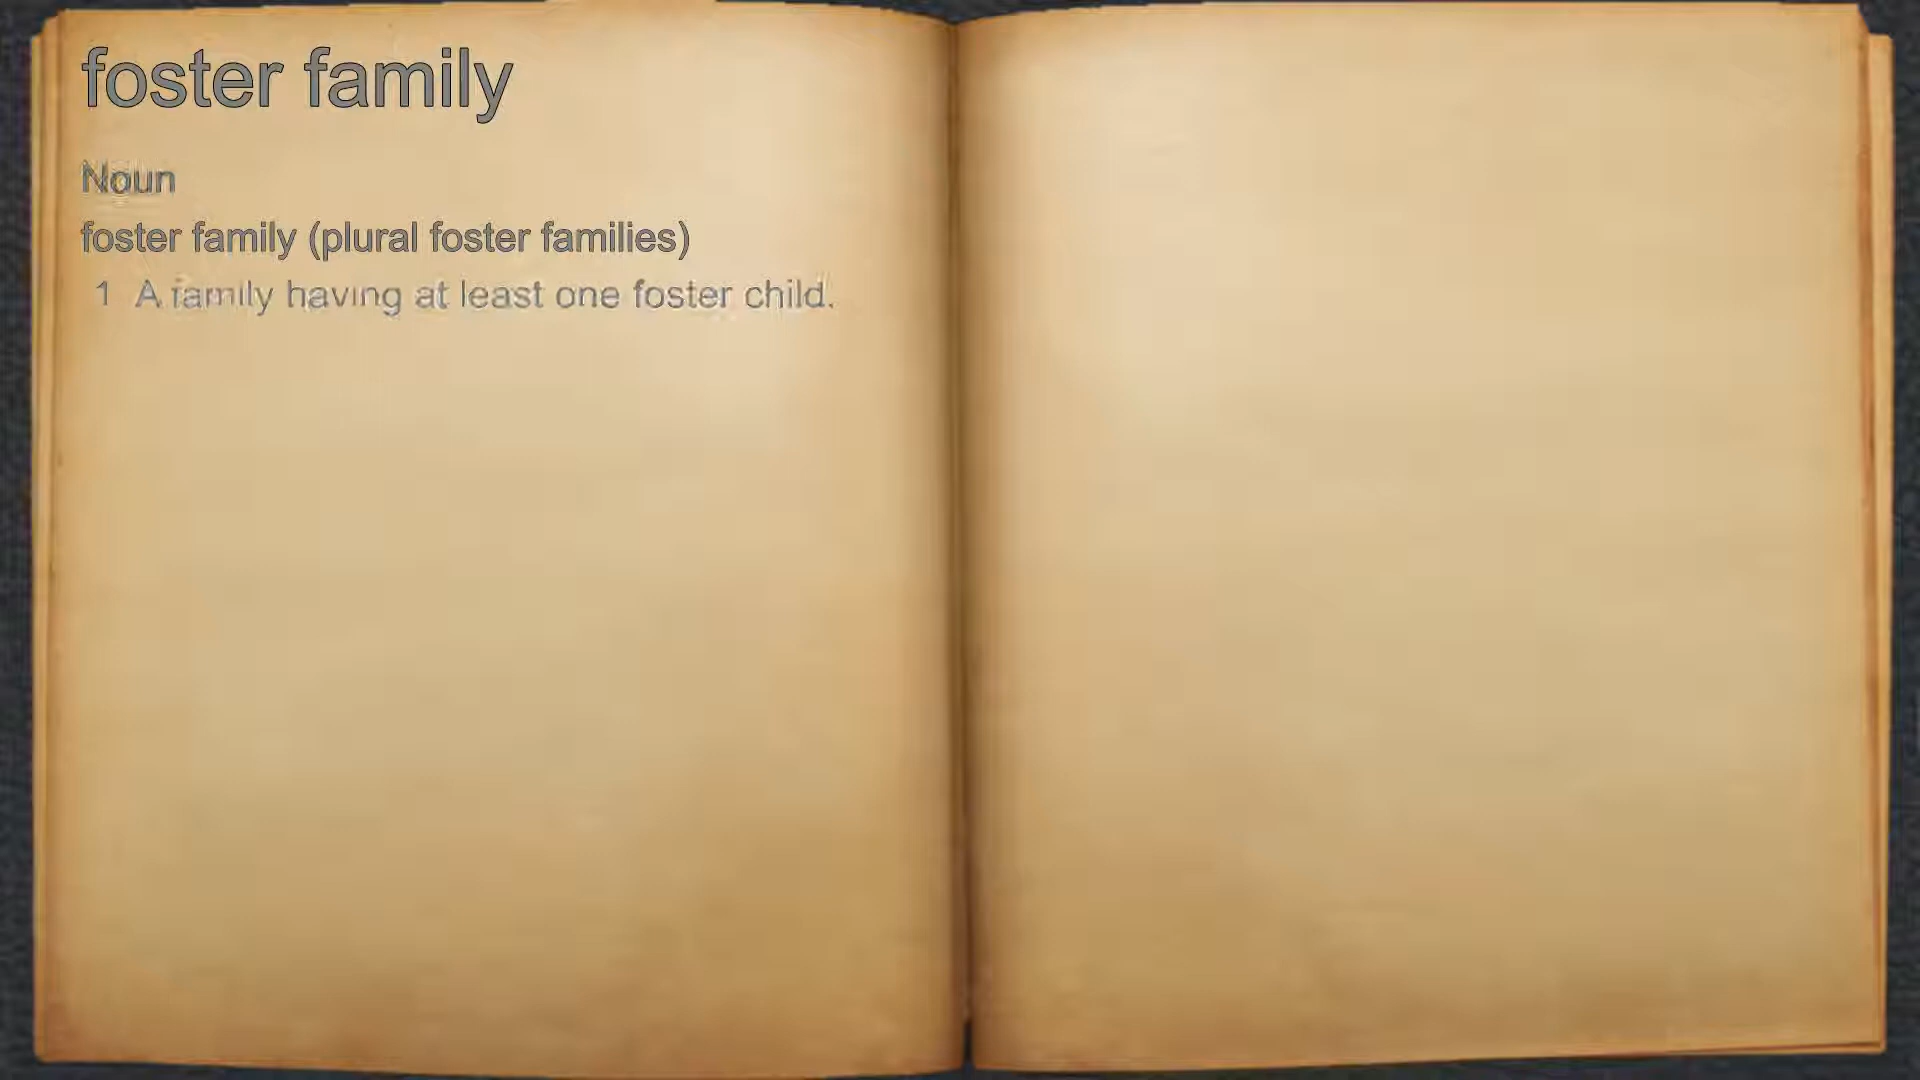 foster family
Noun
foster family (plural foster families)
1 A family having at least one foster child.